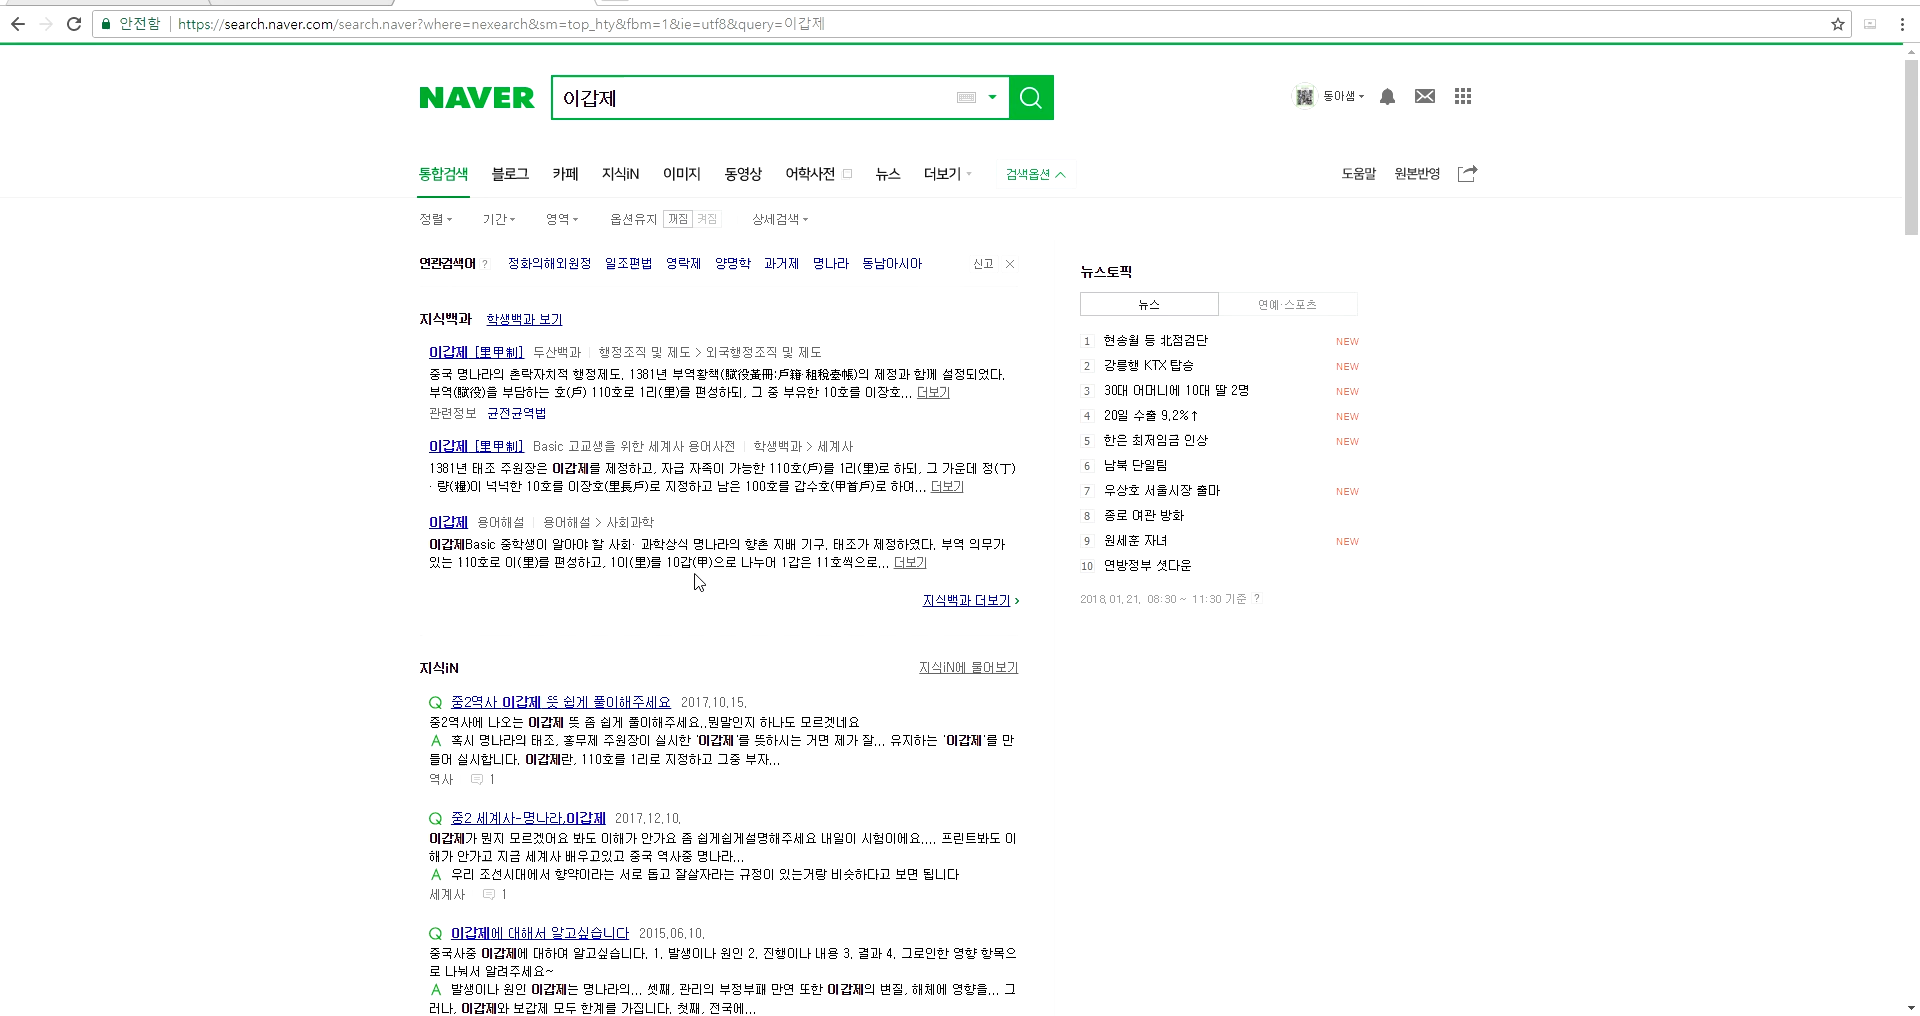 안전함 https://search.naver.com/search.naver?where=nexearch&sm=top_hty&fbm=1&ie=utf8&query=이갑제
NAVER 이갑제 동아샘
통합검색 블로그 카페 지식iN 이미지 동영상 어학사전 뉴스 더보기 검색옵션 도움말 원본반영
정렬 기간 영역 옵션유지 꺼짐 켜짐 상세검색
연관검색어 ? 정화의해외원정 일조편법 영락제 양명학 과거제 명나라 동남아시아 신고
지식백과 학생백과 보기
이갑제 [里甲制] 두산백과 행정조직 및 제도 > 외국행정조직 및 제도
중국 명나라의 촌락자치적 행정제도. 1381년 부역황책(賦役黃冊:戶籍·租稅臺帳)의 제정과 함께 설정되었다.
부역(賦役)을 부담하는 호(戶) 110호로 1리(里)를 편성하되, 그 중 부유한 10호를 이장호... 더보기
관련정보 균전균역법
이갑제 [里甲制] Basic 고교생을 위한 세계사 용어사전 학생백과 > 세계사
1381년 태조 주원장은 이갑제를 제정하고, 자급 자족이 가능한 110호(戶)를 1리(里)로 하되, 그 가운데 정(丁)
· 량(糧)이 넉넉한 10호를 이장호(里長戶)로 지정하고 남은 100호를 갑수호(甲首戶)로 하여... 더보기
이갑제 용어해설 용어해설 > 사회과학
이갑제Basic 중학생이 알아야 할 사회· 과학상식 명나라의 향촌 지배 기구. 태조가 제정하였다. 부역 의무가
있는 110호로 이(里)를 편성하고, 1이(里)를 10갑(甲)으로 나누어 1갑은 11호씩으로... 더보기
지식백과 더보기
지식iN 지식iN에 물어보기
Q 중2역사 이갑제 뜻 쉽게 풀이해주세요 2017.10.15.
중2역사에 나오는 이갑제 뜻 좀 쉽게 풀이해주세요..뭔말인지 하나도 모르겟네요
A 혹시 명나라의 태조, 홍무제 주원장이 실시한 '이갑제'를 뜻하시는 거면 제가 잘... 유지하는 '이갑제'를 만
들어 실시합니다. 이갑제란, 110호를 1리로 지정하고 그중 부자...
역사 1
Q 중2 세계사-명나라,이갑제 2017.12.10.
이갑제가 뭔지 모르겠어요 봐도 이해가 안가요 좀 쉽게쉽게설명해주세요 내일이 시험이에요.... 프린트봐도 이
해가 안가고 지금 세계사 배우고있고 중국 역사중 명나라...
A 우리 조선시대에서 향약이라는 서로 돕고 잘살자라는 규정이 있는거랑 비슷하다고 보면 됩니다
세계사 1
Q 이갑제에 대해서 알고싶습니다 2015.06.10.
중국사중 이갑제에 대하여 알고싶습니다. 1. 발생이나 원인 2. 진행이나 내용 3. 결과 4. 그로인한 영향 항목으
로 나눠서 알려주세요~
A 발생이나 원인 이갑제는 명나라의... 셋째, 관리의 부정부패 만연 또한 이갑제의 변질, 해체에 영향을... 그
러나, 이갑제와 보갑제 모두 한계를 가집니다. 첫째, 전국에...
뉴스토픽
뉴스 연예·스포츠
1 현송월 등 北점검단 NEW
2 강릉행 KTX 탑승 NEW
3 30대 어머니에 10대 딸 2명 NEW
4 20일 수출 9.2%↑ NEW
5 한은 최저임금 인상 NEW
6 남북 단일팀
7 우상호 서울시장 출마 NEW
8 종로 여관 방화
9 원세훈 자녀 NEW
10 연방정부 셧다운
2018.01.21. 08:30 ~ 11:30 기준 ?